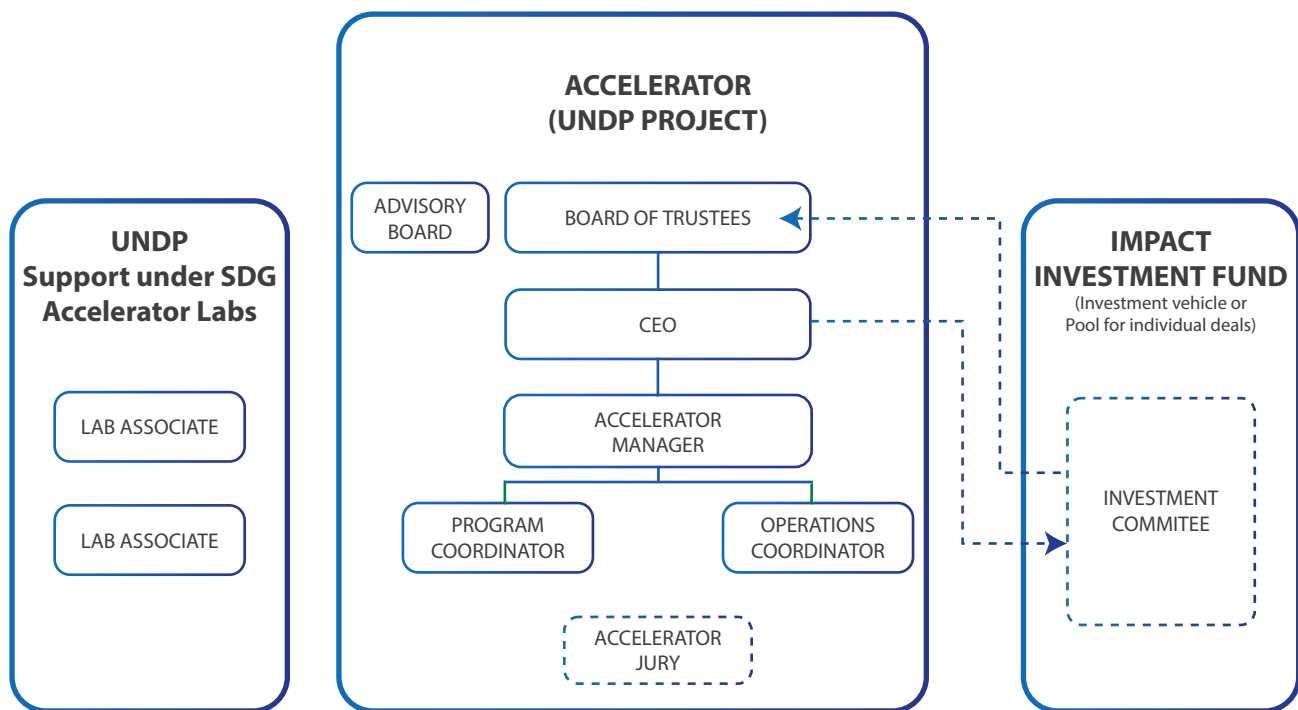 UNDP
Support under SDG
Accelerator Labs
LAB ASSOCIATE
LAB ASSOCIATE
ACCELERATOR
(UNDP PROJECT)
ADVISORY
BOARD
BOARD OF TRUSTEES
CEO
ACCELERATOR
MANAGER
PROGRAM
COORDINATOR
OPERATIONS
COORDINATOR
ACCELERATOR
JURY
IMPACT
INVESTMENT FUND
(Investment vehicle or
Pool for individual deals)
INVESTMENT
COMMITEE